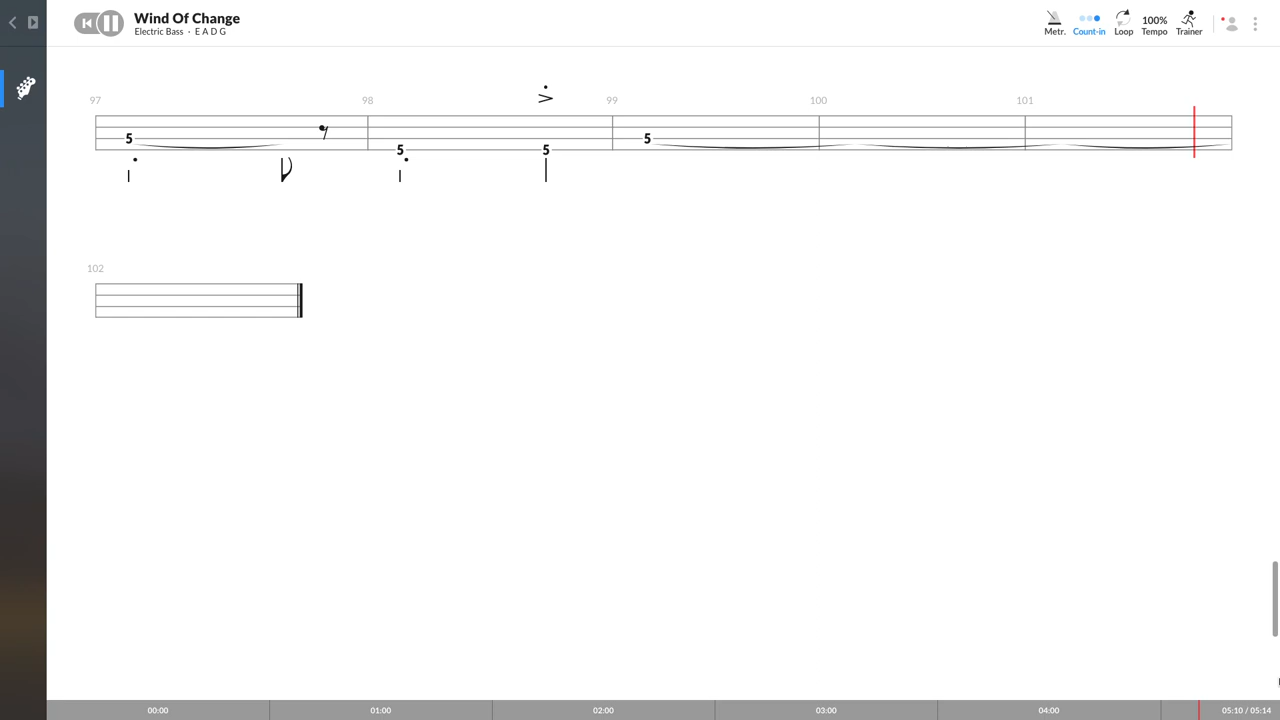 Wind Of Change
Electric Bass · E A D G
Metr.
Count-in
Loop
100%
Tempo
Trainer
97 98 99 100 101
5 5 5 5
102
00:00 01:00 02:00 03:00 04:00 05:10 / 05:14